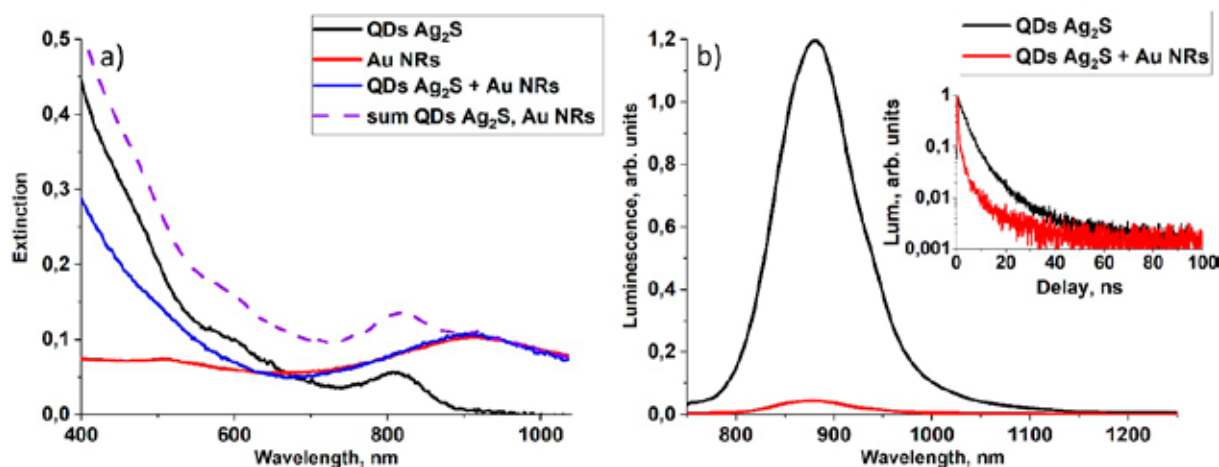 QDs Ag₂S
Au NRs
QDs Ag₂S + Au NRs
sum QDs Ag₂S, Au NRs
a)
0,5
0,4
0,3
0,2
0,1
0,0
Extinction
400 600 800 1000
Wavelength, nm
QDs Ag₂S
QDs Ag₂S + Au NRs
b)
1,2
1,0
0,8
0,6
0,4
0,2
0,0
Luminescence, arb. units
800 900 1000 1100 1200
Wavelength, nm
1
0,1
0,01
0,001
Lum., arb. units
0 20 40 60 80 100
Delay, ns